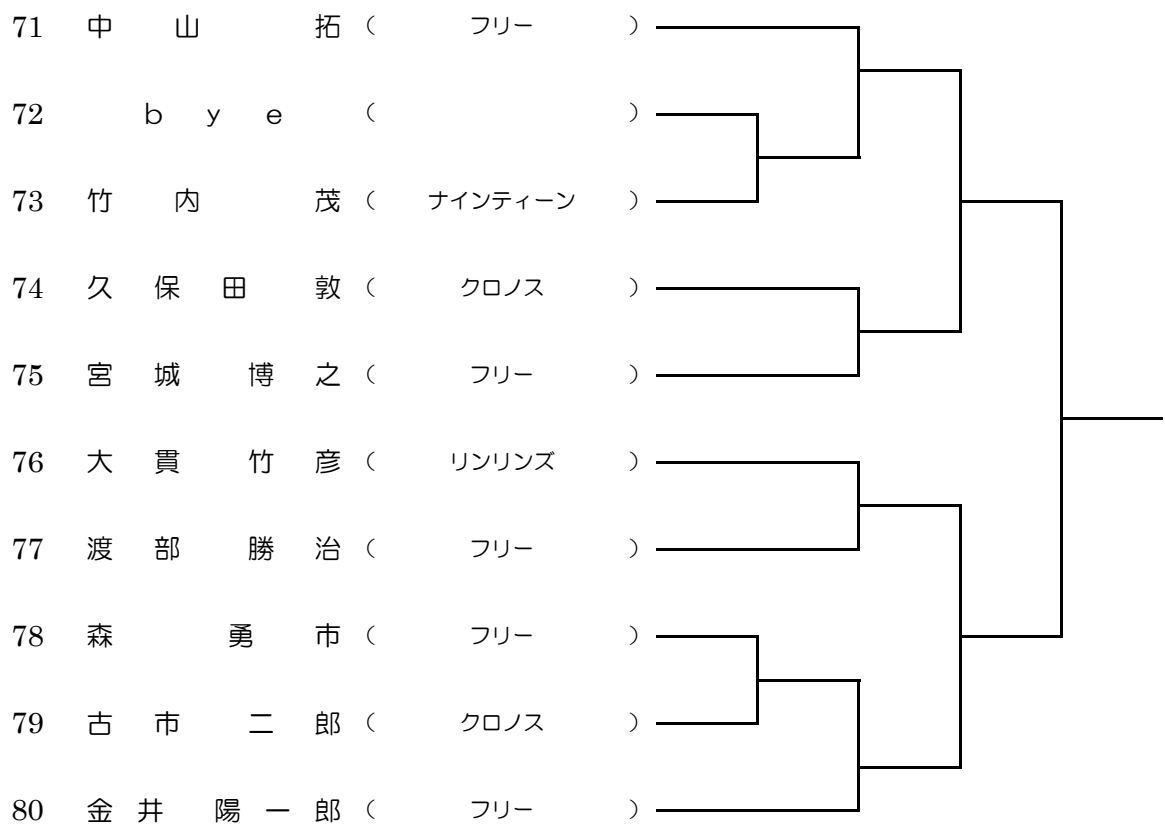 71 中山 拓 ( フリー )
72 bye ( )
73 竹内 茂 ( ナインティーン )
74 久保田 敦 ( クロノス )
75 宮城 博之 ( フリー )
76 大貫 竹彦 ( リンリンズ )
77 渡部 勝治 ( フリー )
78 森 勇市 ( フリー )
79 古市 二郎 ( クロノス )
80 金井 陽一郎 ( フリー )